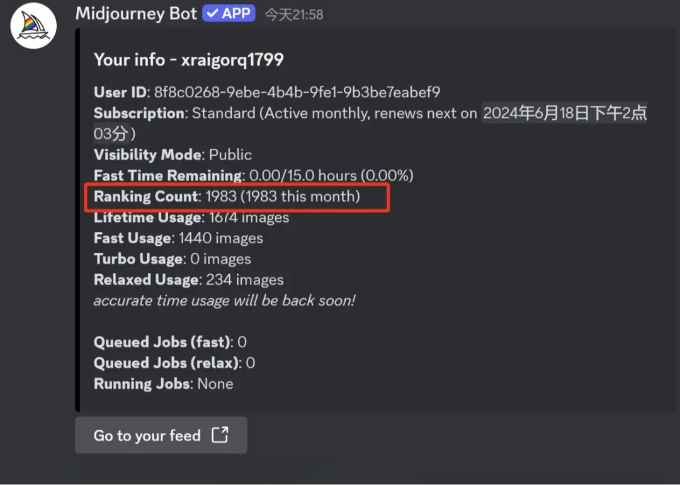 Midjourney Bot ✓ APP 今天21:58
Your info - xraigorq1799
User ID: 8f8c0268-9ebe-4b4b-9fe1-9b3be7eabef9
Subscription: Standard (Active monthly, renews next on 2024年6月18日下午2点
03分)
Visibility Mode: Public
Fast Time Remaining: 0.00/15.0 hours (0.00%)
Ranking Count: 1983 (1983 this month)
Lifetime Usage: 1674 images
Fast Usage: 1440 images
Turbo Usage: 0 images
Relaxed Usage: 234 images
accurate time usage will be back soon!
Queued Jobs (fast): 0
Queued Jobs (relax): 0
Running Jobs: None
Go to your feed